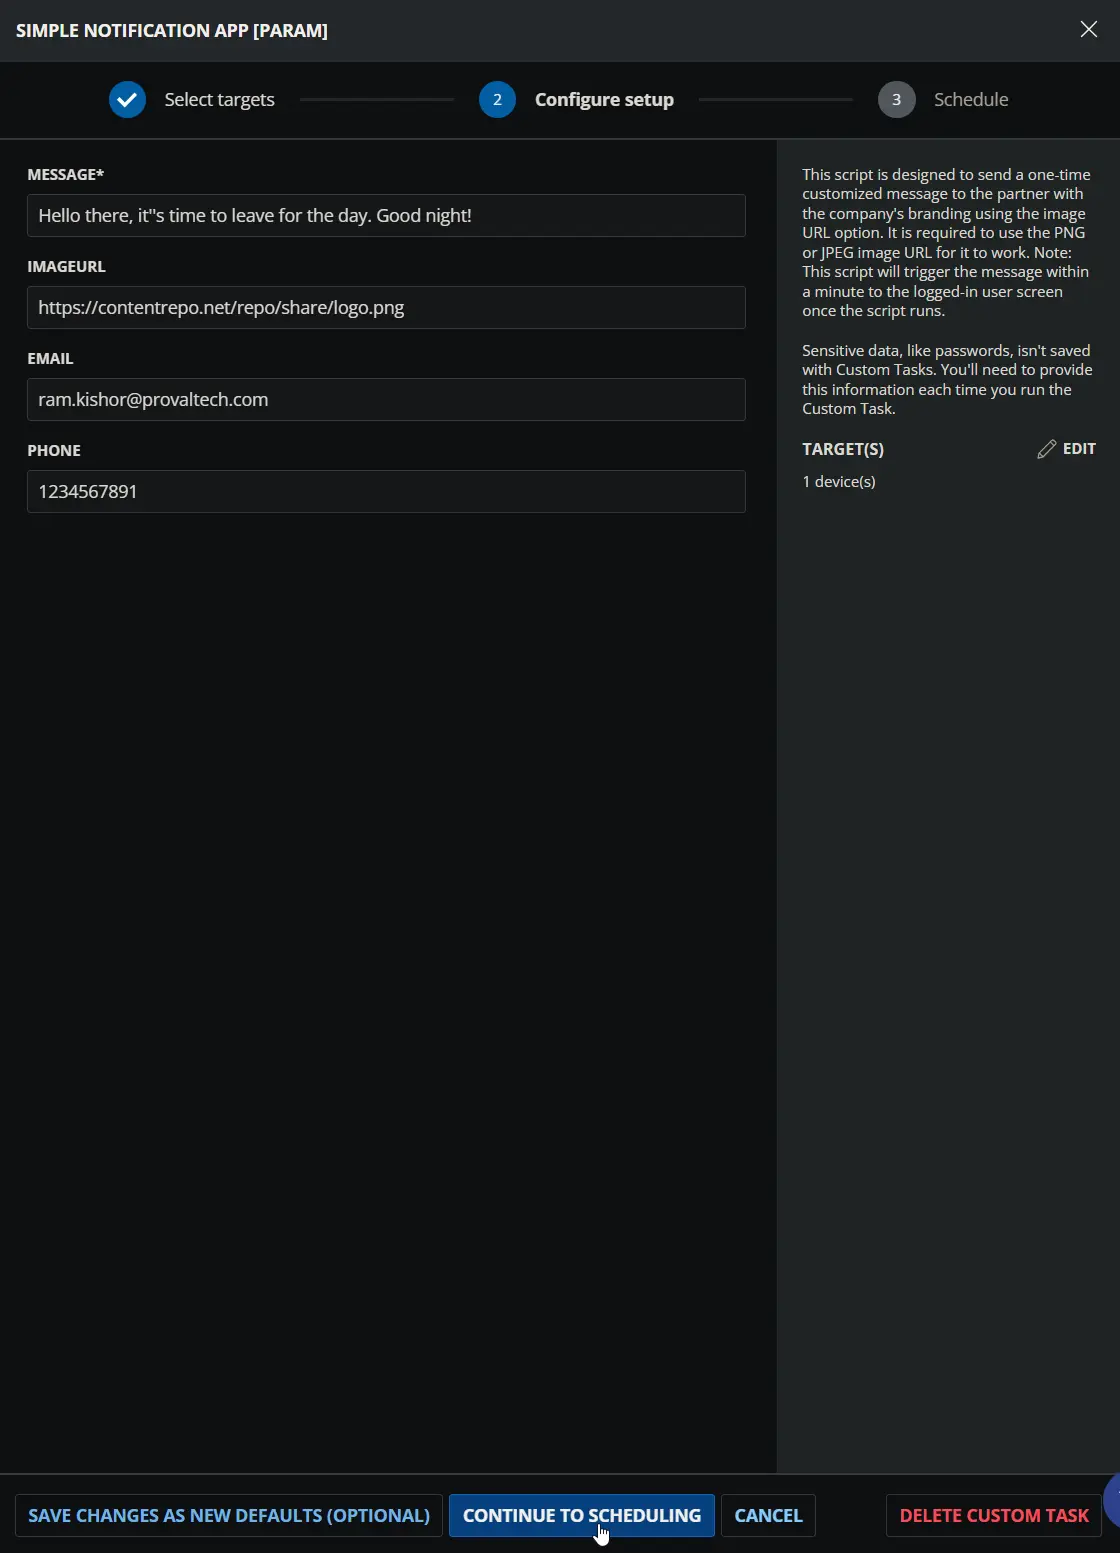 SIMPLE NOTIFICATION APP [PARAM]
Select targets
2
Configure setup
3
Schedule
MESSAGE*
Hello there, it"s time to leave for the day. Good night!
IMAGEURL
https://contentrepo.net/repo/share/logo.png
EMAIL
ram.kishor@provaltech.com
PHONE
1234567891
This script is designed to send a one-time
customized message to the partner with
the company's branding using the image
URL option. It is required to use the PNG
or JPEG image URL for it to work. Note:
This script will trigger the message within
a minute to the logged-in user screen
once the script runs.
Sensitive data, like passwords, isn't saved
with Custom Tasks. You'll need to provide
this information each time you run the
Custom Task.
TARGET(S)
EDIT
1 device(s)
SAVE CHANGES AS NEW DEFAULTS (OPTIONAL)
CONTINUE TO SCHEDULING
CANCEL
DELETE CUSTOM TASK